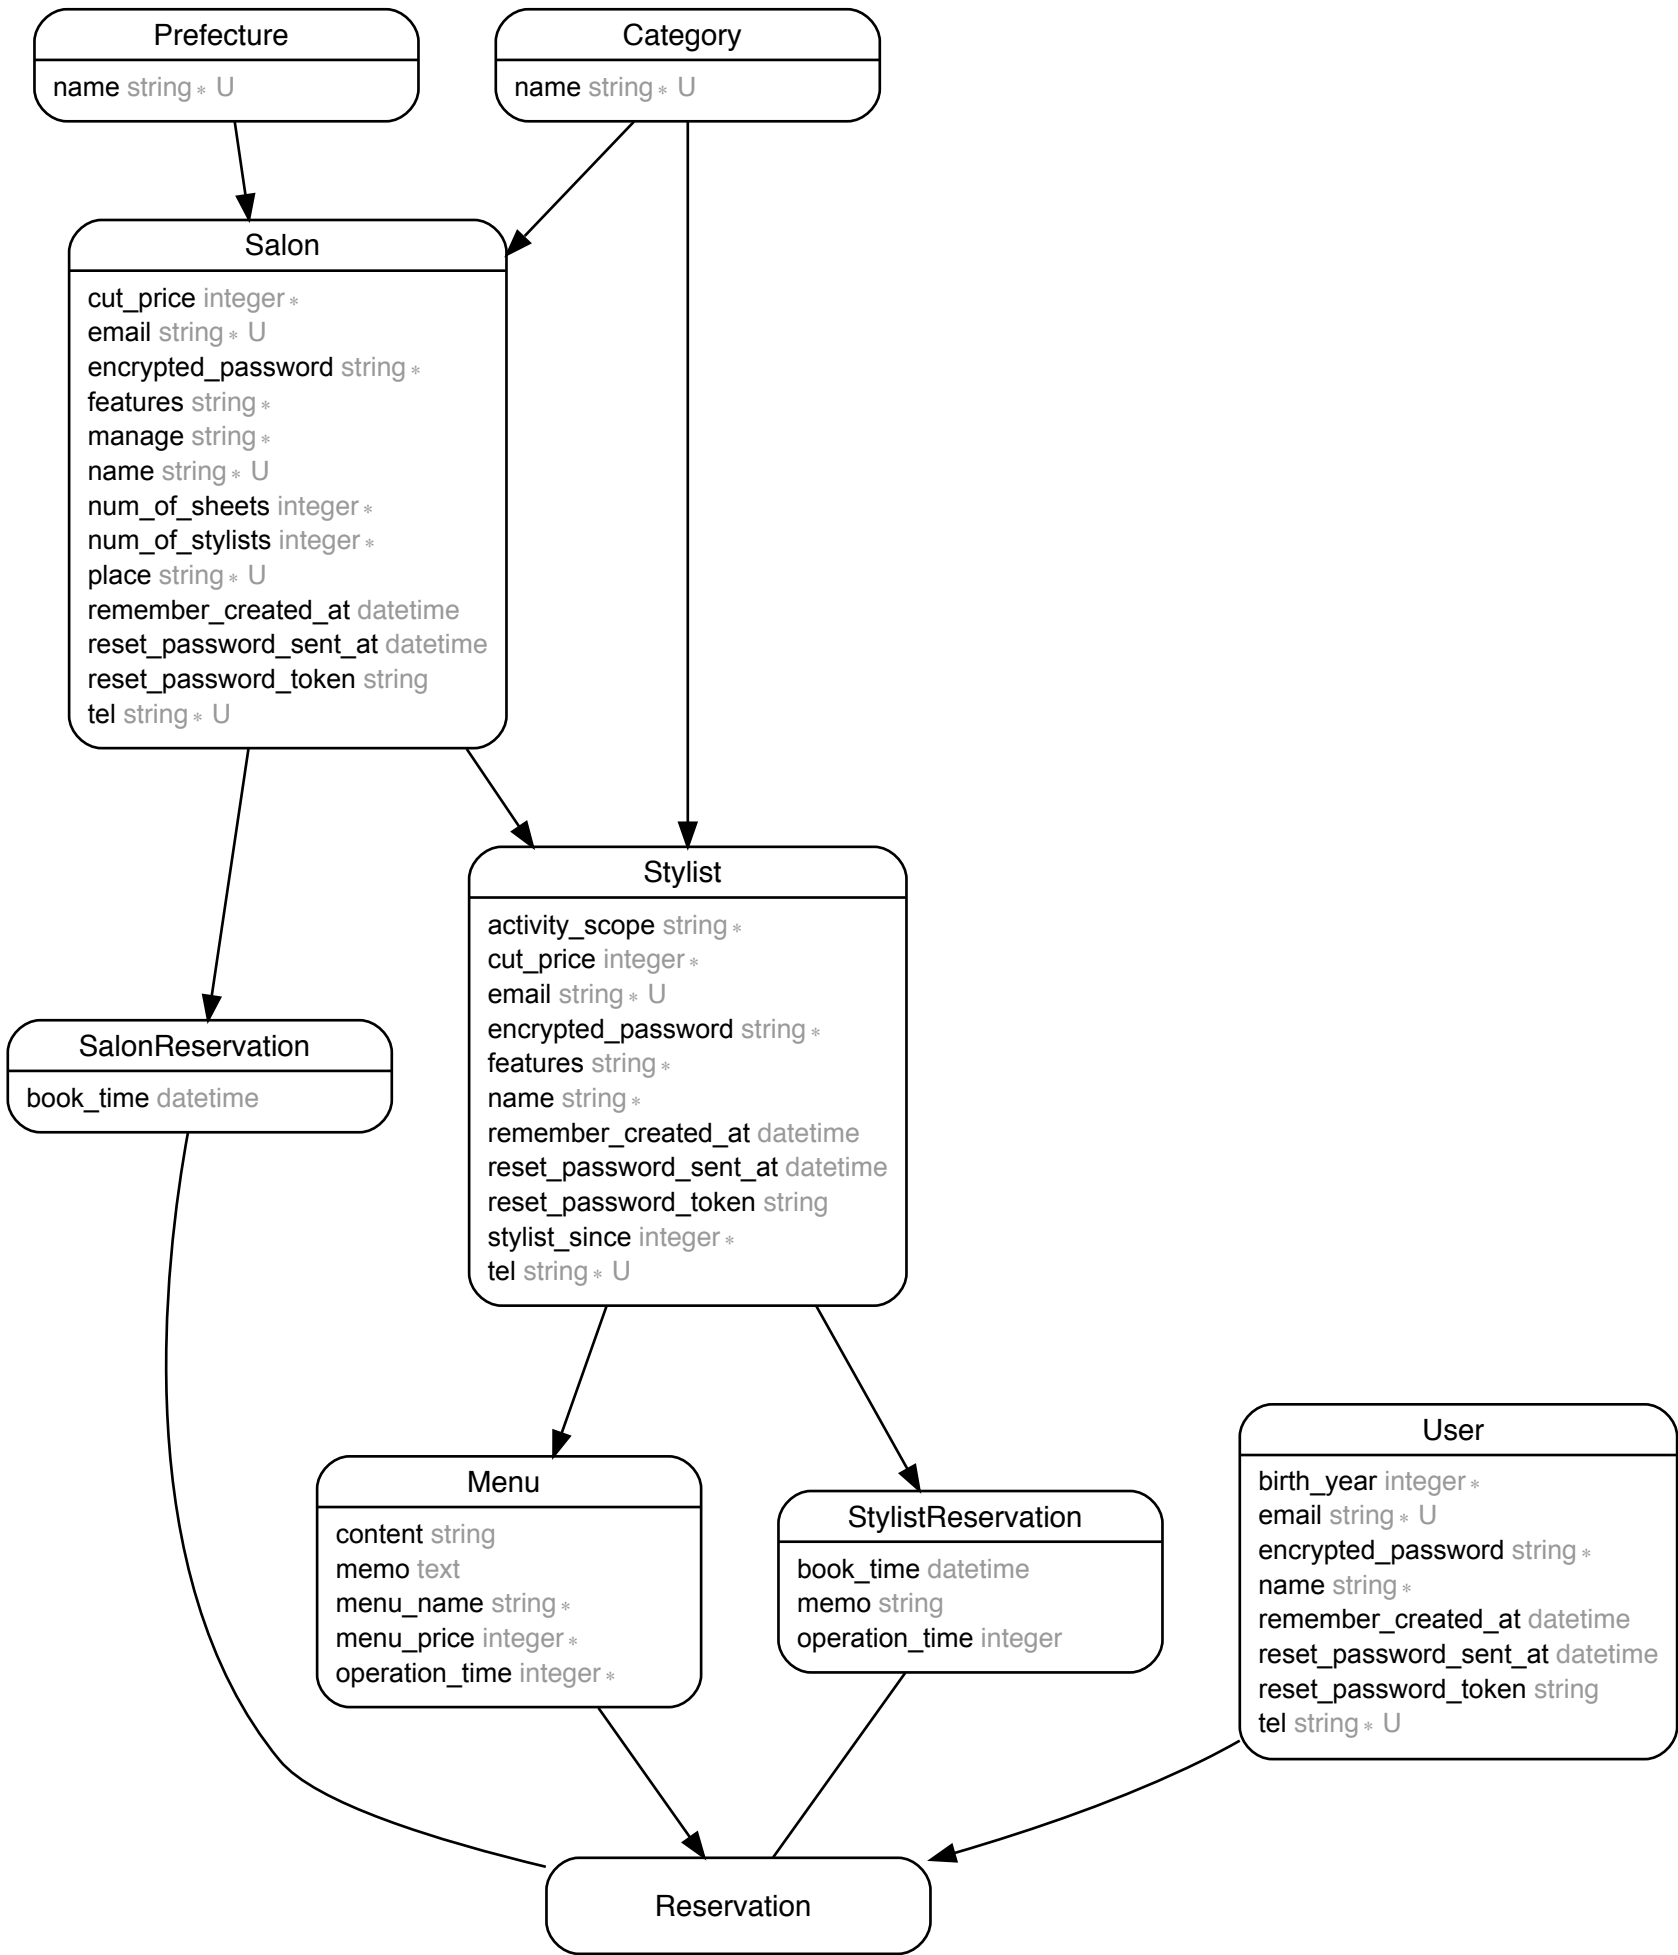 Prefecture
name string* U
Category
name string* U
Salon
cut_price integer*
email string* U
encrypted_password string*
features string*
manage string*
name string* U
num_of_sheets integer*
num_of_stylists integer*
place string* U
remember_created_at datetime
reset_password_sent_at datetime
reset_password_token string
tel string* U
Stylist
activity_scope string*
cut_price integer*
email string* U
encrypted_password string*
features string*
name string*
remember_created_at datetime
reset_password_sent_at datetime
reset_password_token string
stylist_since integer*
tel string* U
SalonReservation
book_time datetime
Menu
content string
memo text
menu_name string*
menu_price integer*
operation_time integer*
StylistReservation
book_time datetime
memo string
operation_time integer
User
birth_year integer*
email string* U
encrypted_password string*
name string*
remember_created_at datetime
reset_password_sent_at datetime
reset_password_token string
tel string* U
Reservation